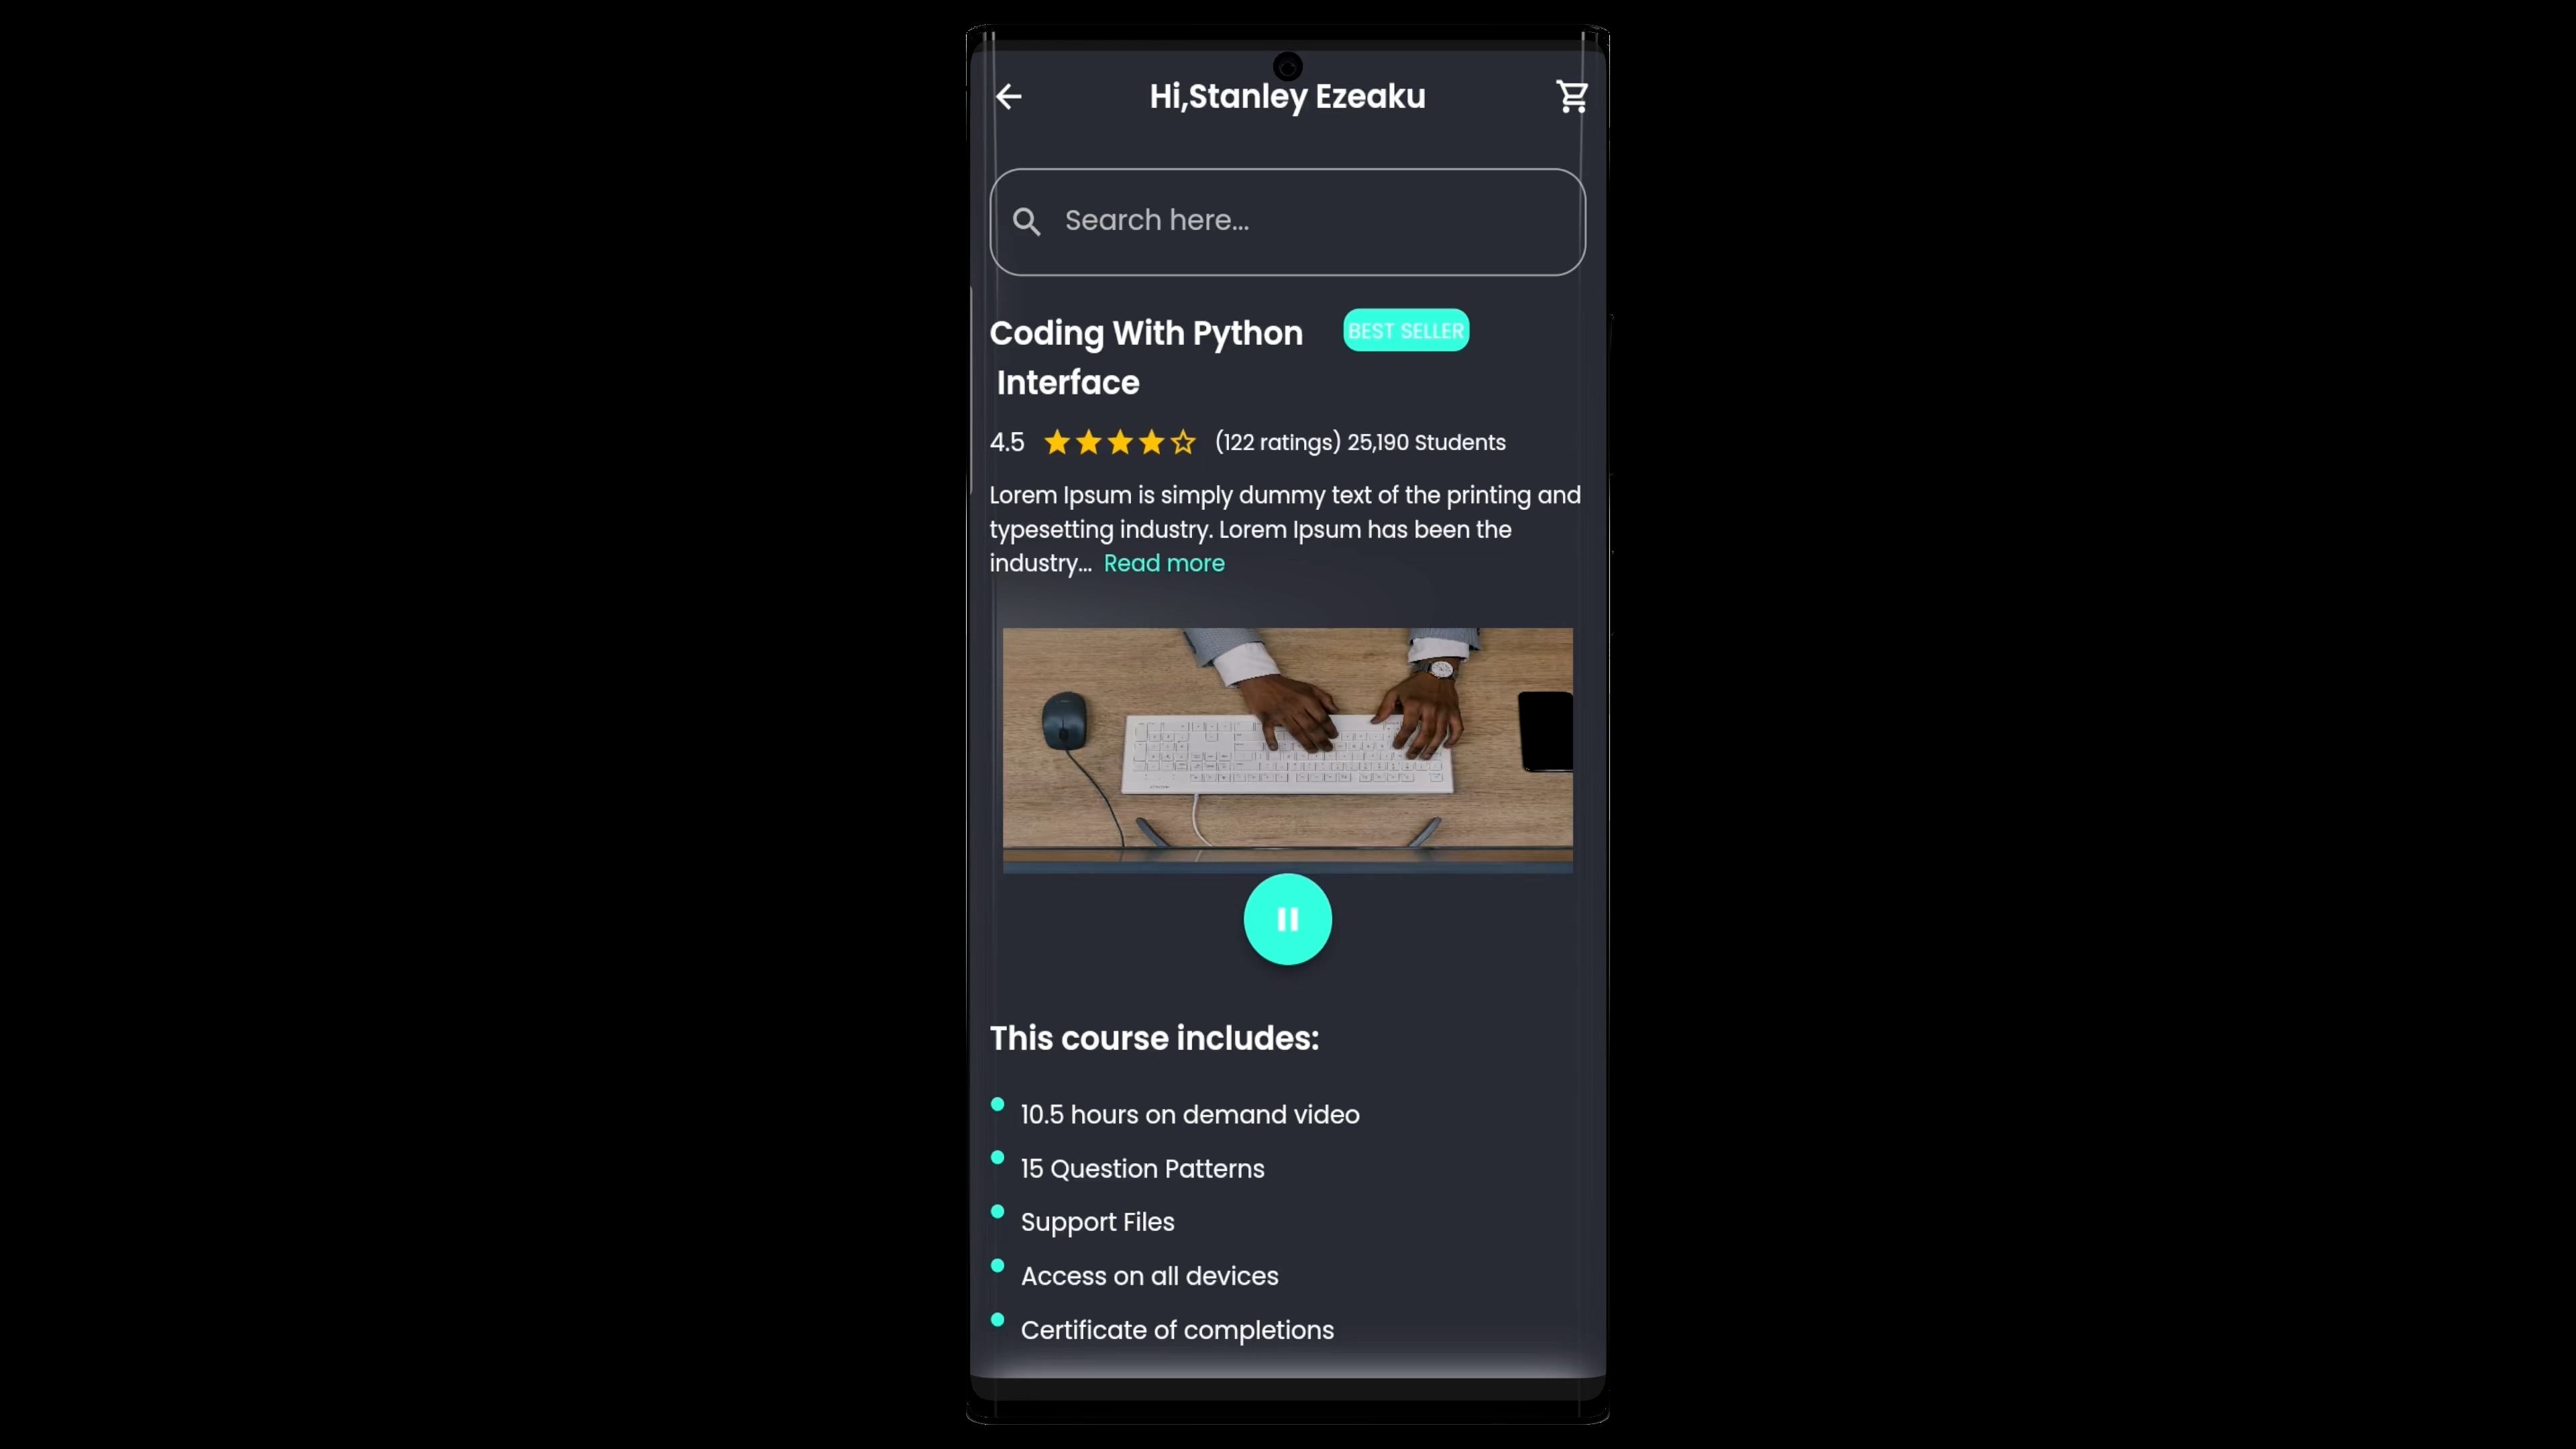 Hi,Stanley Ezeaku
Search here...
Coding With Python
BEST SELLER
Interface
4.5 (122 ratings) 25,190 Students
Lorem Ipsum is simply dummy text of the printing and
typesetting industry. Lorem Ipsum has been the
industry... Read more
This course includes:
10.5 hours on demand video
15 Question Patterns
Support Files
Access on all devices
Certificate of completions